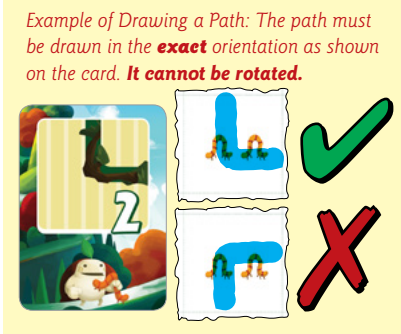 Example of Drawing a Path: The path must
be drawn in the exact orientation as shown
on the card. It cannot be rotated.
2